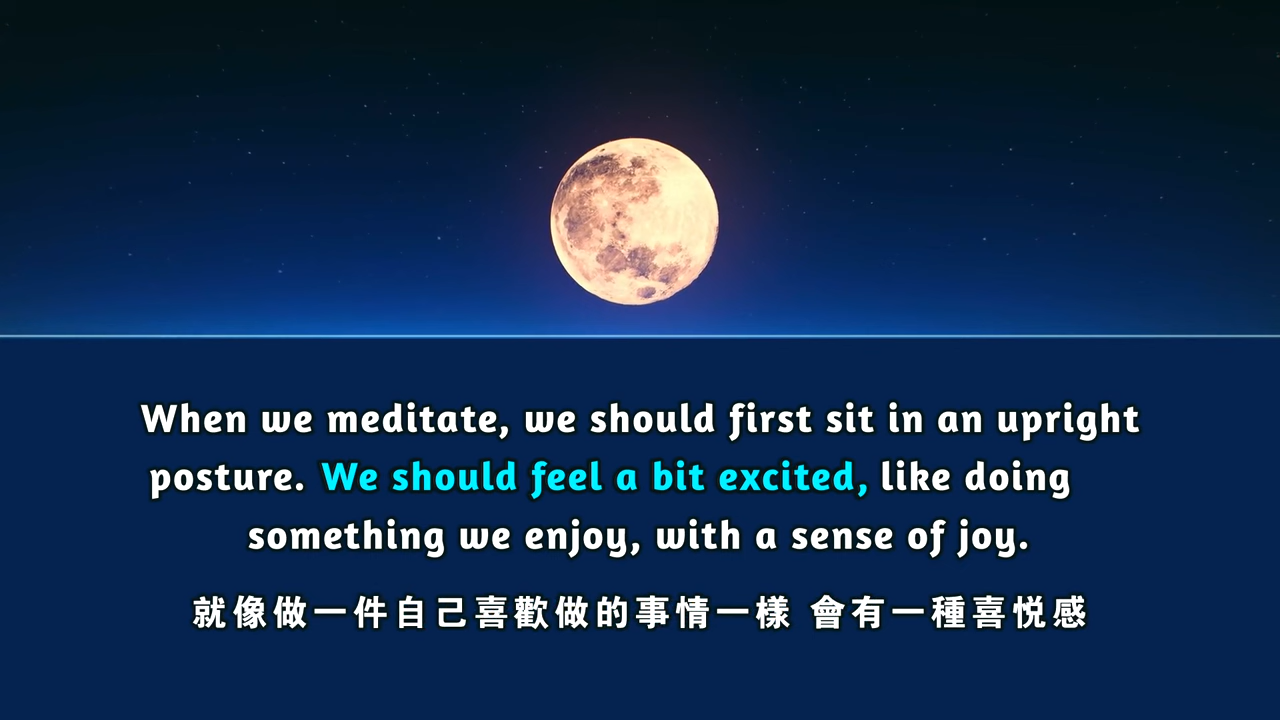 When we meditate, we should first sit in an upright
posture. We should feel a bit excited, like doing
something we enjoy, with a sense of joy.
就像做一件自己喜歡做的事情一樣 會有一種喜悦感